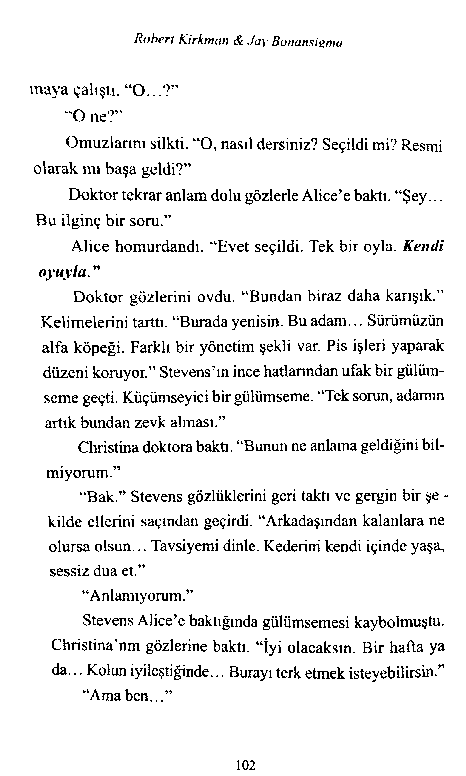 Robert Kirkman & Jay Bonansigna
maya çalıştı. “O...?”
“O ne?”
Omuzlarını silkti. “O, nasıl dersiniz? Seçildi mi? Resmi
olarak mı başa geldi?”
Doktor tekrar anlam dolu gözlerle Alice’e baktı. “Şey...
Bu ilginç bir soru.”
Alice homurdandı. “Evet seçildi. Tek bir oyla. Kendi
oyuyla.”
Doktor gözlerini ovdu. “Bundan biraz daha karışık.”
Kelimelerini tarttı. “Burada yenisin. Bu adam... Sürümüzün
alfa köpeği. Farklı bir yönetim şekli var. Pis işleri yaparak
düzeni koruyor.” Stevens’ın ince hatlarından ufak bir gülüm-
seme geçti. Küçümseyici bir gülümseme. “Tek sorun, adamın
artık bundan zevk alması.”
Christina doktora baktı. “Bunun ne anlama geldiğini bil-
miyorum.”
“Bak.” Stevens gözlüklerini geri taktı ve gergin bir şe -
kilde ellerini saçından geçirdi. “Arkadaşından kalanlara ne
olursa olsun... Tavsiyemi dinle. Kederini kendi içinde yaşa,
sessiz dua et.”
“Anlamıyorum.”
Stevens Alice’e baktığında gülümsemesi kaybolmuştu.
Christina’nın gözlerine baktı. “İyi olacaksın. Bir hafta ya
da... Kolun iyileştiğinde... Burayı terk etmek isteyebilirsin.”
“Ama ben...”
102